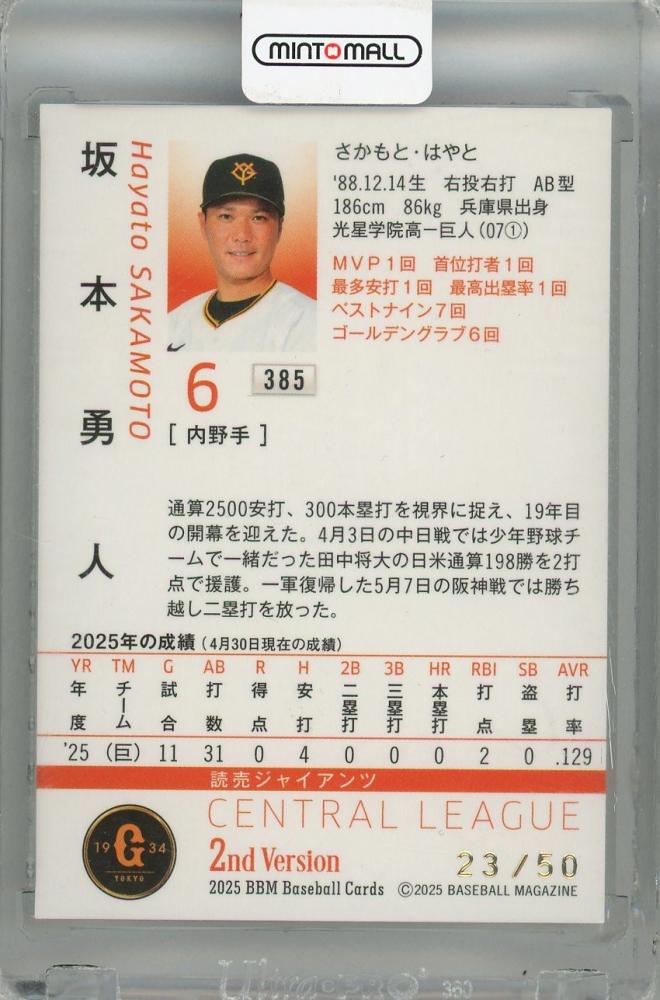 MINTMALL
坂本勇人
Hayato SAKAMOTO
YG
さかもと・はやと
'88.12.14生 右投右打 AB型
186cm 86kg 兵庫県出身
光星学院高ー巨人(07①)
MVP1回 首位打者1回
最多安打1回 最高出塁率1回
ベストナイン7回
ゴールデングラブ6回
6
385
[内野手]
通算2500安打、300本塁打を視界に捉え、19年目
の開幕を迎えた。4月3日の中日戦では少年野球チ
ームで一緒だった田中将大の日米通算198勝を2打
点で援護。一軍復帰した5月7日の阪神戦では勝ち
越し二塁打を放った。
2025年の成績(4月30日現在の成績)
YR TM G AB R H 2B 3B HR RBI SB AVR
年度 チーム 試合 打数 得点 安打 二塁打 三塁打 本塁打 打点 盗塁 打率
'25 (巨) 11 31 0 4 0 0 0 2 0 .129
読売ジャイアンツ
CENTRAL LEAGUE
19 G 34
TOKYO
2nd Version
23/50
2025 BBM Baseball Cards ©2025 BASEBALL MAGAZINE
Ultra PRO 360